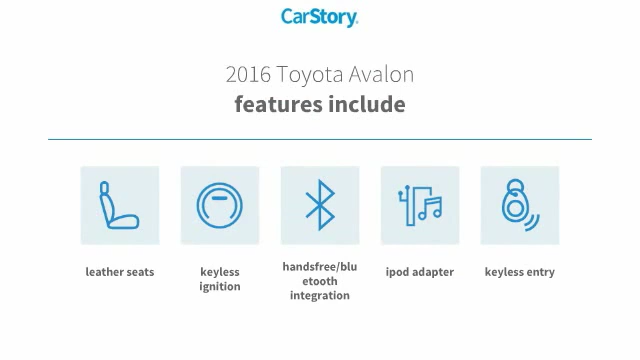 CarStory.
2016 Toyota Avalon
features include
leather seats
keyless
ignition
handsfree/blu
etooth
integration
ipod adapter
keyless entry